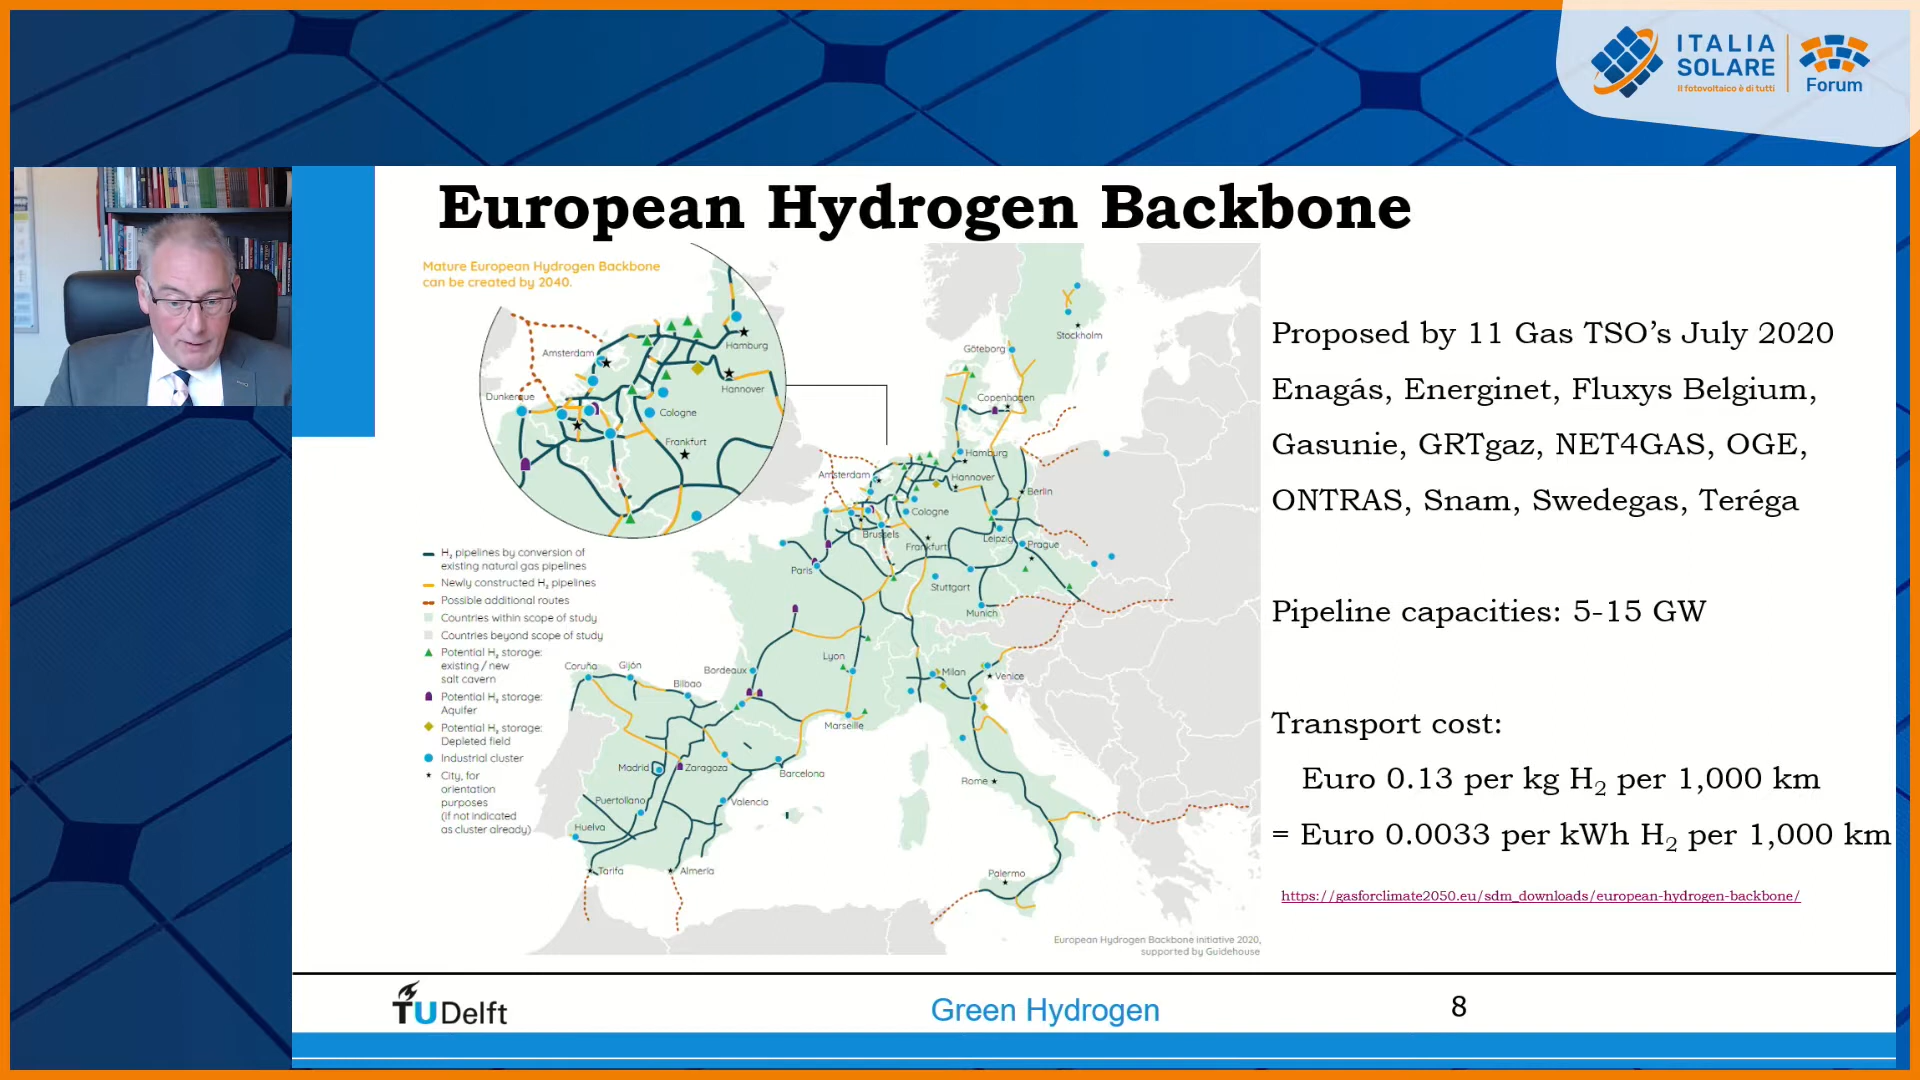 ITALIA
SOLARE
Il fotovoltaico è di tutti
Forum
European Hydrogen Backbone
Mature European Hydrogen Backbone
can be created by 2040.
Amsterdam
Hamburg
Hannover
Dunkerque
Cologne
Frankfurt
H₂ pipelines by conversion of
existing natural gas pipelines
Newly constructed H₂ pipelines
Possible additional routes
Countries within scope of study
Countries beyond scope of study
Potential H₂ storage:
existing / new
salt cavern
Potential H₂ storage:
Aquifer
Potential H₂ storage:
Depleted field
Industrial cluster
City, for
orientation
purposes
(if not indicated
as cluster already)
Stockholm
Göteborg
Copenhagen
Hamburg
Amsterdam
Hannover
Berlin
Cologne
Brussels
Leipzig
Prague
Frankfurt
Paris
Stuttgart
Munich
Lyon
Milan
Venice
Coruña
Gijón
Bordeaux
Bilbao
Marseille
Madrid
Zaragoza
Barcelona
Rome
Puertollano
Valencia
Huelva
Tarifa
Almería
Palermo
European Hydrogen Backbone initiative 2020,
supported by Guidehouse
Proposed by 11 Gas TSO’s July 2020
Enagás, Energinet, Fluxys Belgium,
Gasunie, GRTgaz, NET4GAS, OGE,
ONTRAS, Snam, Swedegas, Teréga
Pipeline capacities: 5-15 GW
Transport cost:
Euro 0.13 per kg H₂ per 1,000 km
= Euro 0.0033 per kWh H₂ per 1,000 km
https://gasforclimate2050.eu/sdm_downloads/european-hydrogen-backbone/
TU Delft
Green Hydrogen
8